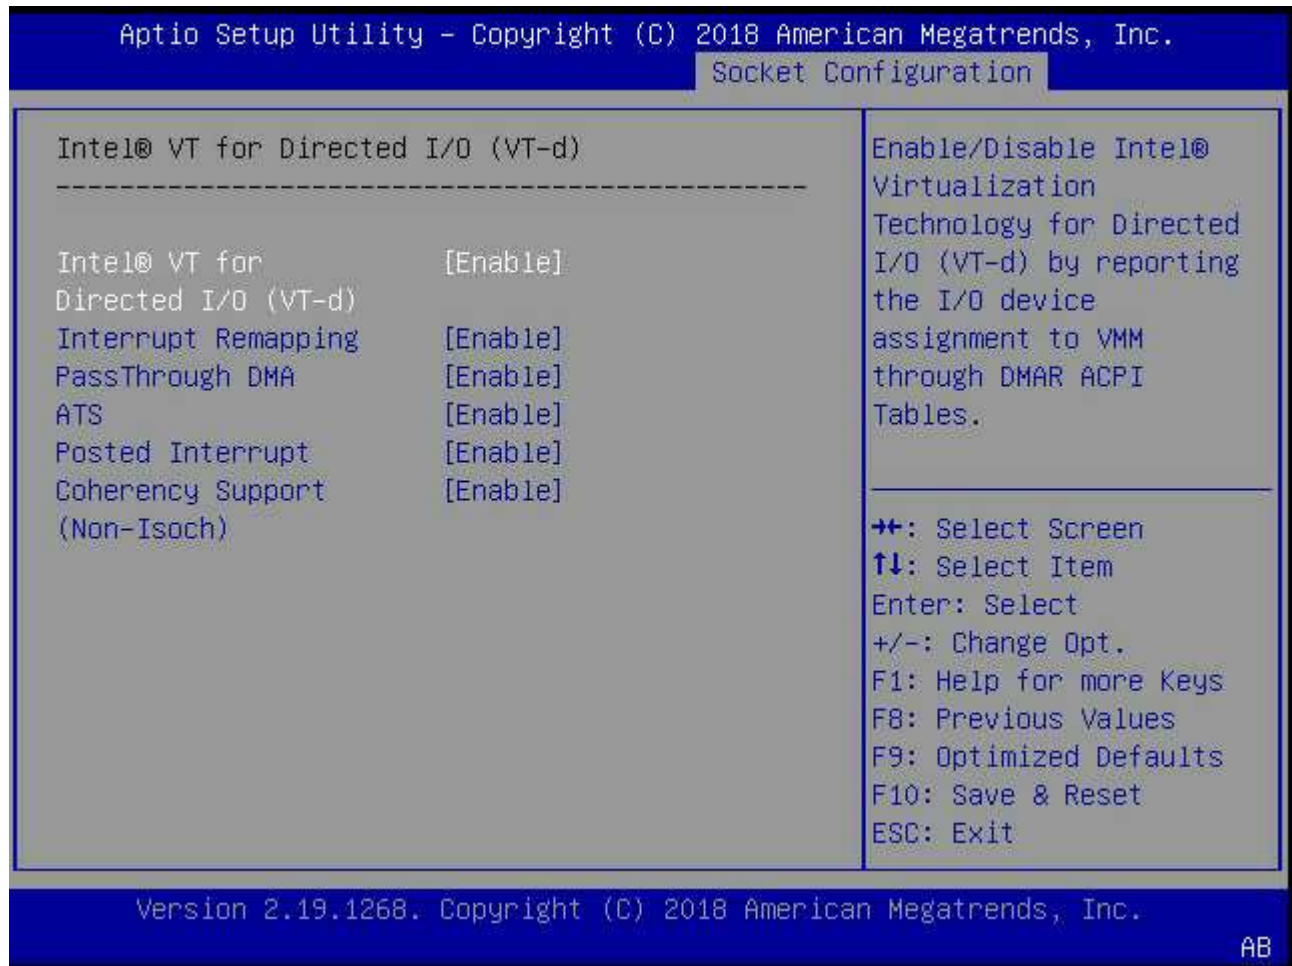 Aptio Setup Utility – Copyright (C) 2018 American Megatrends, Inc.
Socket Configuration
Intel® VT for Directed I/O (VT-d)
-----------------------------------------------
Intel® VT for [Enable]
Directed I/O (VT-d)
Interrupt Remapping [Enable]
PassThrough DMA [Enable]
ATS [Enable]
Posted Interrupt [Enable]
Coherency Support [Enable]
(Non-Isoch)
Enable/Disable Intel®
Virtualization
Technology for Directed
I/O (VT-d) by reporting
the I/O device
assignment to VMM
through DMAR ACPI
Tables.
→←: Select Screen
↑↓: Select Item
Enter: Select
+/-: Change Opt.
F1: Help for more Keys
F8: Previous Values
F9: Optimized Defaults
F10: Save & Reset
ESC: Exit
Version 2.19.1268. Copyright (C) 2018 American Megatrends, Inc.
AB